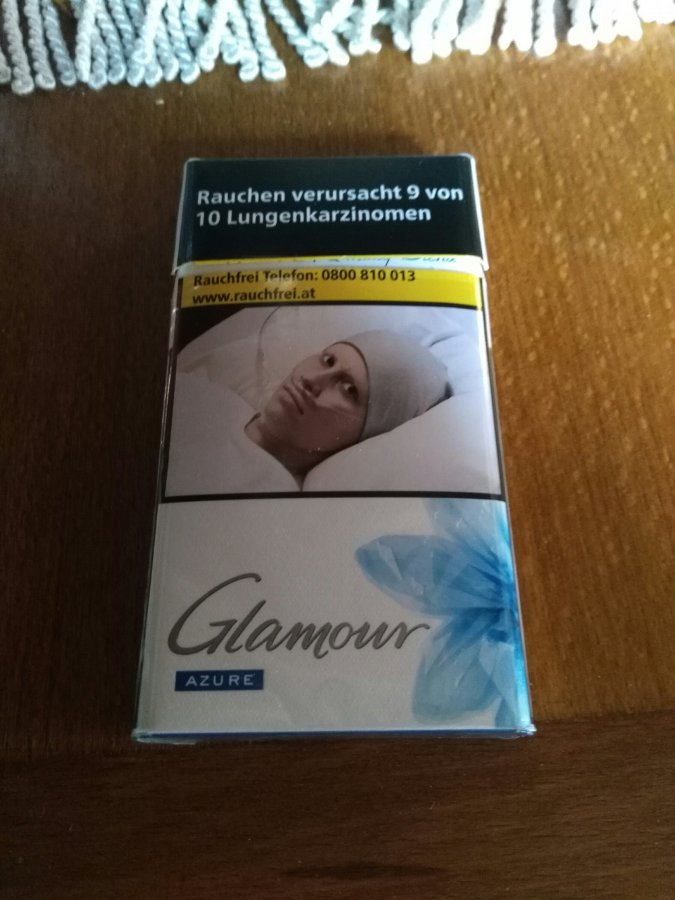 Rauchen verursacht 9 von
10 Lungenkarzinomen
Rauchfrei Telefon: 0800 810 013
www.rauchfrei.at
Glamour
AZURE